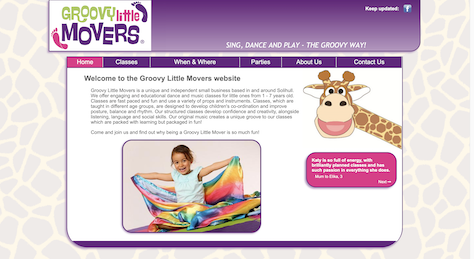 GROOVY little
MOVERS
Keep updated:
SING, DANCE AND PLAY - THE GROOVY WAY!
Home
Classes
When & Where
Parties
About Us
Contact Us
Welcome to the Groovy Little Movers website
Groovy Little Movers is a unique and independent small business based in and around Solihull.
We offer engaging and educational dance and music classes for little ones from 1 - 7 years old.
Classes are fast paced and fun and use a variety of props and instruments. Classes, which are
taught in different age groups, are designed to develop children's co-ordination and improve
posture, balance and rhythm. Our structured classes develop confidence and creativity, alongside
listening, language and social skills. Our original music creates a unique groove to our classes
which are packed with learning but packaged in fun!
Come and join us and find out why being a Groovy Little Mover is so much fun!
Katy is so full of energy, with
brilliantly planned classes and has
such passion in everything she does.
Mum to Elika, 3
Next